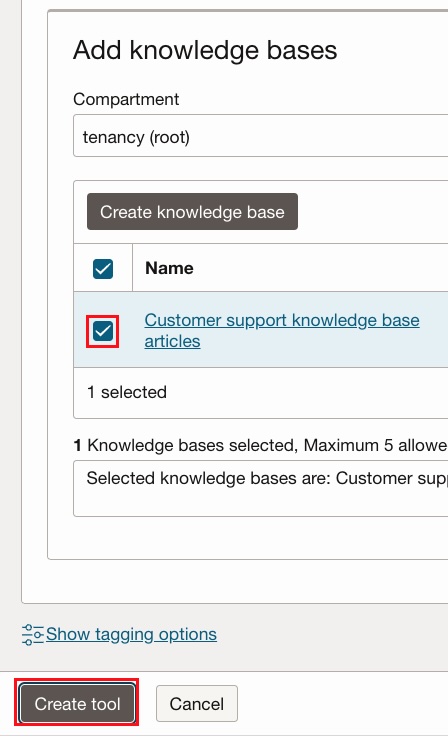 Add knowledge bases
Compartment
tenancy (root)
Create knowledge base
Name
Customer support knowledge base
articles
1 selected
1 Knowledge bases selected, Maximum 5 allowe
Selected knowledge bases are: Customer sup
Show tagging options
Create tool
Cancel